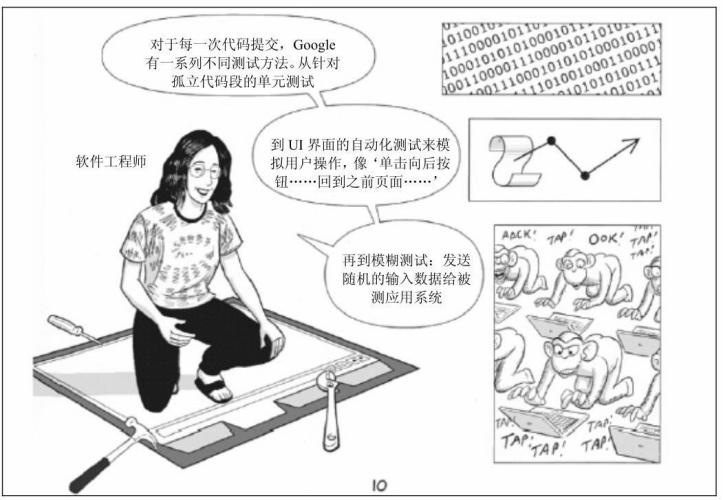 对于每一次代码提交，Google
有一系列不同测试方法。从针对
孤立代码段的单元测试
软件工程师
到 UI 界面的自动化测试来模
拟用户操作，像‘单击向后按
钮……回到之前页面……’
再到模糊测试：发送
随机的输入数据给被
测应用系统
AACK! TAP! OOK! TAP!
TAP!
TAP!
TAP!
TAP! TAP!
TAP!
TAP!
10